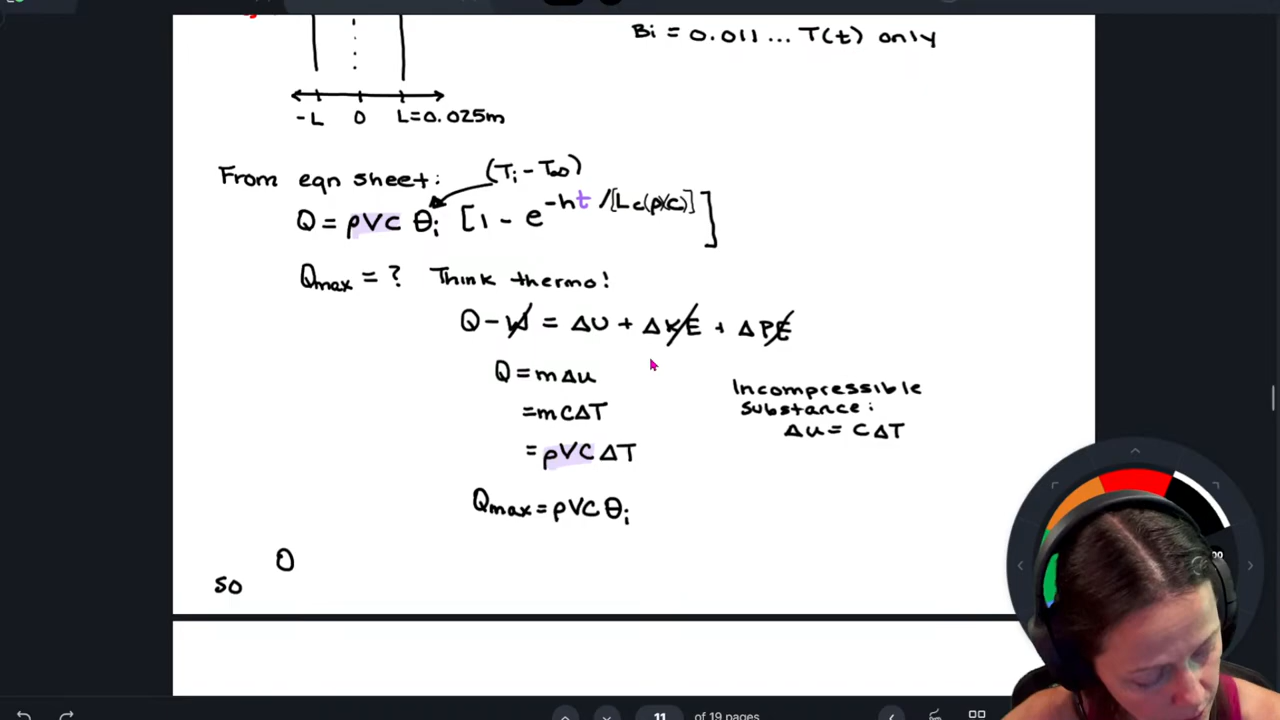 Bi = 0.011 ... T(t) only
-L 0 L=0.025m
From eqn sheet: (Ti - T∞)
Q = ρVC θi [1 - e^-ht/[Lc(ρ)(c)]]
Qmax = ? Think thermo!
Q - W = ΔU + ΔKE + ΔPE
Q = mΔu
= mCΔT
= ρVCΔT
Incompressible
substance:
Δu = CΔT
Qmax = ρVCθi
Q
so
11 of 19 pages